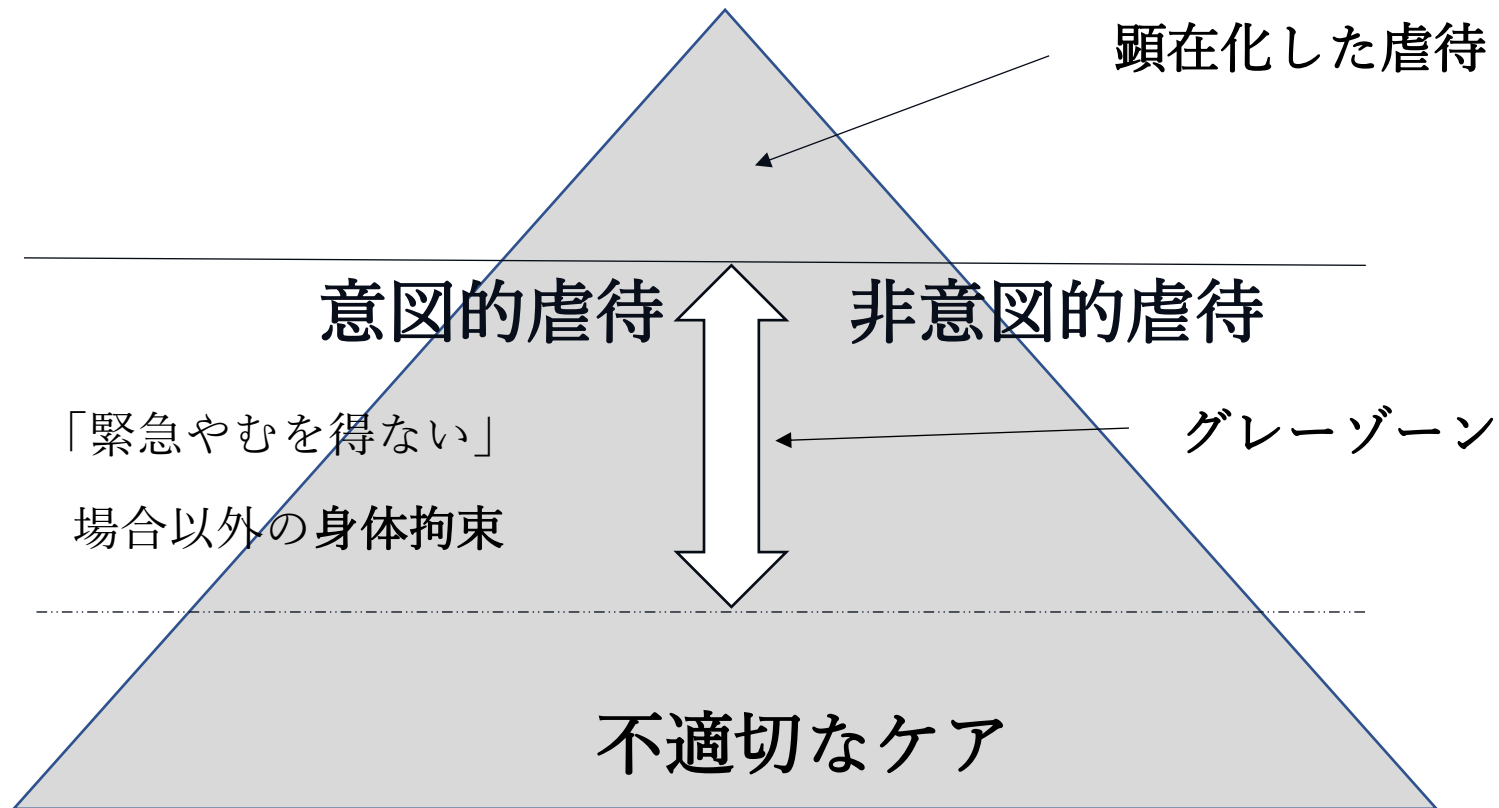 顕在化した虐待
意図的虐待
非意図的虐待
「緊急やむを得ない」
場合以外の身体拘束
グレーゾーン
不適切なケア